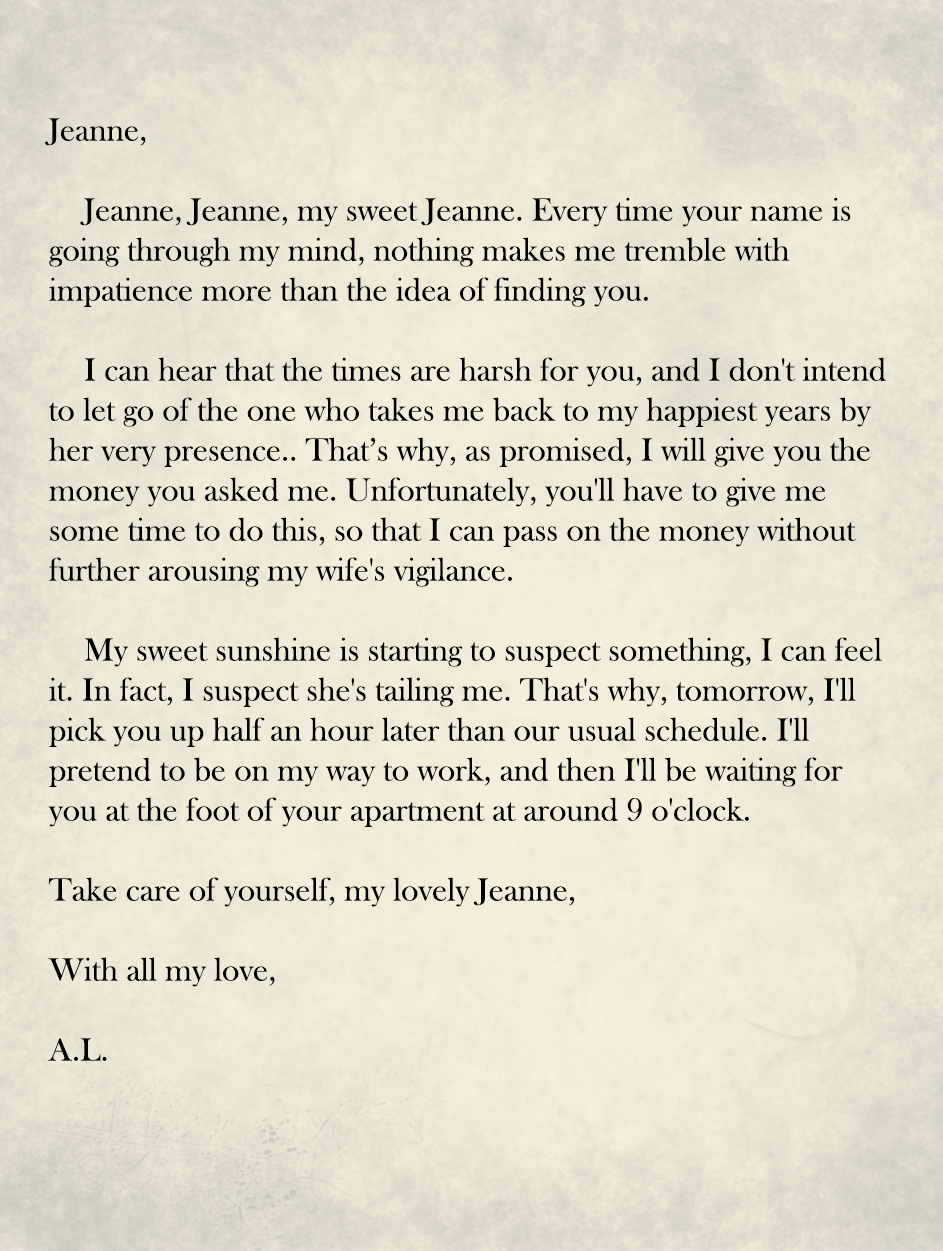 Jeanne,
Jeanne, Jeanne, my sweet Jeanne. Every time your name is
going through my mind, nothing makes me tremble with
impatience more than the idea of finding you.
I can hear that the times are harsh for you, and I don't intend
to let go of the one who takes me back to my happiest years by
her very presence.. That’s why, as promised, I will give you the
money you asked me. Unfortunately, you'll have to give me
some time to do this, so that I can pass on the money without
further arousing my wife's vigilance.
My sweet sunshine is starting to suspect something, I can feel
it. In fact, I suspect she's tailing me. That's why, tomorrow, I'll
pick you up half an hour later than our usual schedule. I'll
pretend to be on my way to work, and then I'll be waiting for
you at the foot of your apartment at around 9 o'clock.
Take care of yourself, my lovely Jeanne,
With all my love,
A.L.